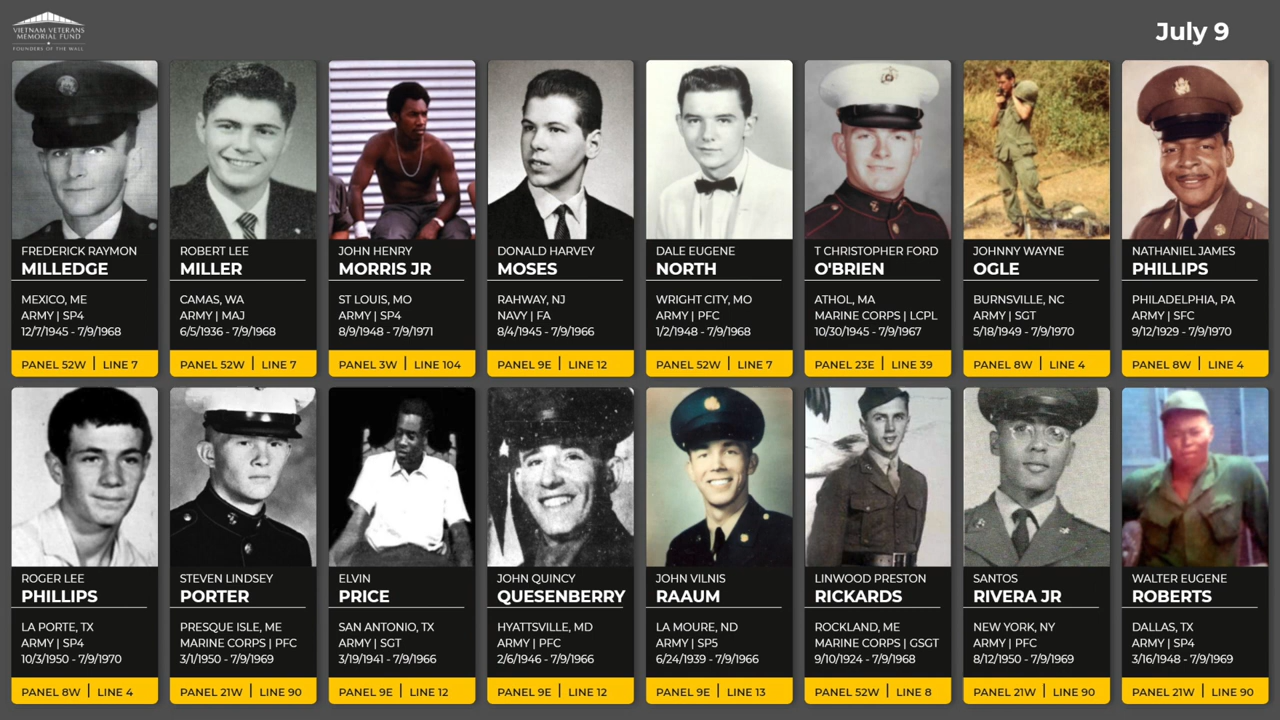 VIETNAM VETERANS
MEMORIAL FUND
FOUNDERS OF THE WALL
July 9
FREDERICK RAYMON
MILLEDGE
MEXICO, ME
ARMY | SP4
12/7/1945 - 7/9/1968
PANEL 52W | LINE 7
ROBERT LEE
MILLER
CAMAS, WA
ARMY | MAJ
6/5/1936 - 7/9/1968
PANEL 52W | LINE 7
JOHN HENRY
MORRIS JR
ST LOUIS, MO
ARMY | SP4
8/9/1948 - 7/9/1971
PANEL 3W | LINE 104
DONALD HARVEY
MOSES
RAHWAY, NJ
NAVY | FA
8/4/1945 - 7/9/1966
PANEL 9E | LINE 12
DALE EUGENE
NORTH
WRIGHT CITY, MO
ARMY | PFC
1/2/1948 - 7/9/1968
PANEL 52W | LINE 7
T CHRISTOPHER FORD
O'BRIEN
ATHOL, MA
MARINE CORPS | LCPL
10/30/1945 - 7/9/1967
PANEL 23E | LINE 39
JOHNNY WAYNE
OGLE
BURNSVILLE, NC
ARMY | SGT
5/18/1949 - 7/9/1970
PANEL 8W | LINE 4
NATHANIEL JAMES
PHILLIPS
PHILADELPHIA, PA
ARMY | SFC
9/12/1929 - 7/9/1970
PANEL 8W | LINE 4
ROGER LEE
PHILLIPS
LA PORTE, TX
ARMY | SP4
10/3/1950 - 7/9/1970
PANEL 8W | LINE 4
STEVEN LINDSEY
PORTER
PRESQUE ISLE, ME
MARINE CORPS | PFC
3/1/1950 - 7/9/1969
PANEL 21W | LINE 90
ELVIN
PRICE
SAN ANTONIO, TX
ARMY | SGT
3/19/1941 - 7/9/1966
PANEL 9E | LINE 12
JOHN QUINCY
QUESENBERRY
HYATTSVILLE, MD
ARMY | PFC
2/6/1946 - 7/9/1966
PANEL 9E | LINE 12
JOHN VILNIS
RAAUM
LA MOURE, ND
ARMY | SP5
6/24/1939 - 7/9/1966
PANEL 9E | LINE 13
LINWOOD PRESTON
RICKARDS
ROCKLAND, ME
MARINE CORPS | GSGT
9/10/1924 - 7/9/1968
PANEL 52W | LINE 8
SANTOS
RIVERA JR
NEW YORK, NY
ARMY | PFC
8/12/1950 - 7/9/1969
PANEL 21W | LINE 90
WALTER EUGENE
ROBERTS
DALLAS, TX
ARMY | SP4
3/16/1948 - 7/9/1969
PANEL 21W | LINE 90